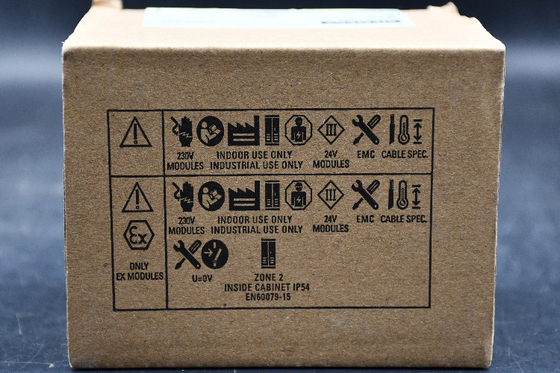 230V MODULES INDOOR USE ONLY INDUSTRIAL USE ONLY III 24V MODULES EMC CABLE SPEC.
230V MODULES INDOOR USE ONLY INDUSTRIAL USE ONLY III 24V MODULES EMC CABLE SPEC.
Ex
ONLY
EX MODULES
U=0V
ZONE 2
INSIDE CABINET IP54
EN60079-15